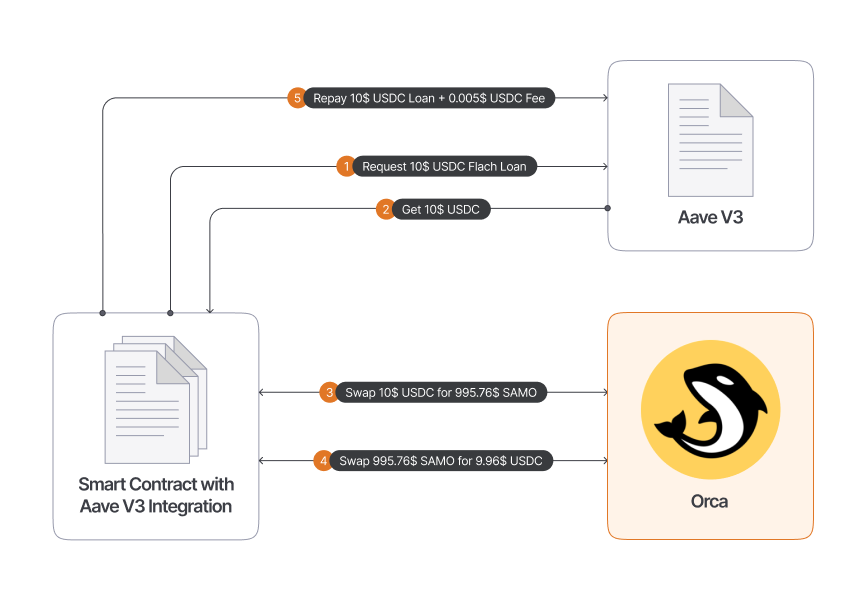 5 Repay 10$ USDC Loan + 0.005$ USDC Fee
1 Request 10$ USDC Flach Loan
2 Get 10$ USDC
Aave V3
3 Swap 10$ USDC for 995.76$ SAMO
4 Swap 995.76$ SAMO for 9.96$ USDC
Smart Contract with
Aave V3 Integration
Orca